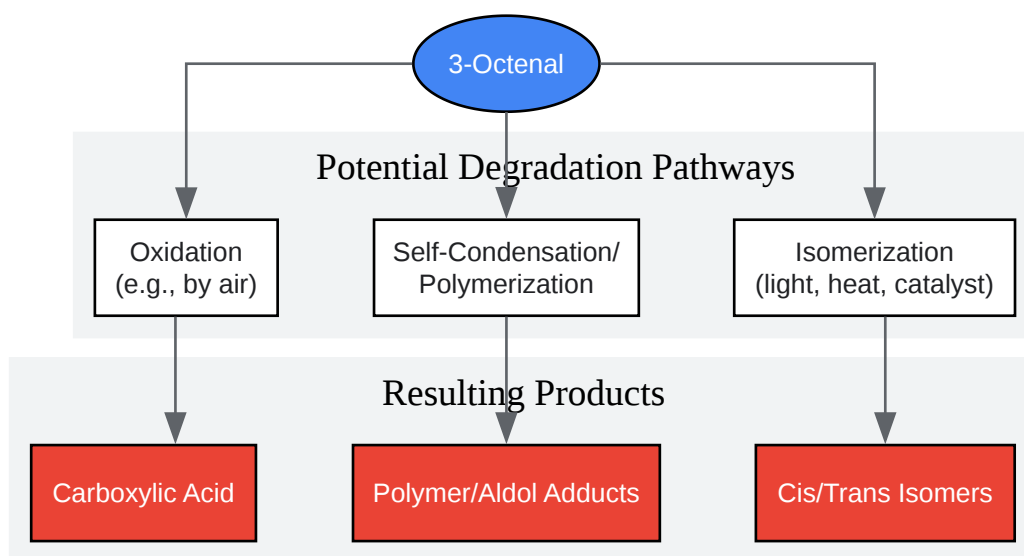 3-Octenal
Potential Degradation Pathways
Oxidation
(e.g., by air)
Self-Condensation/
Polymerization
Isomerization
(light, heat, catalyst)
Resulting Products
Carboxylic Acid
Polymer/Aldol Adducts
Cis/Trans Isomers